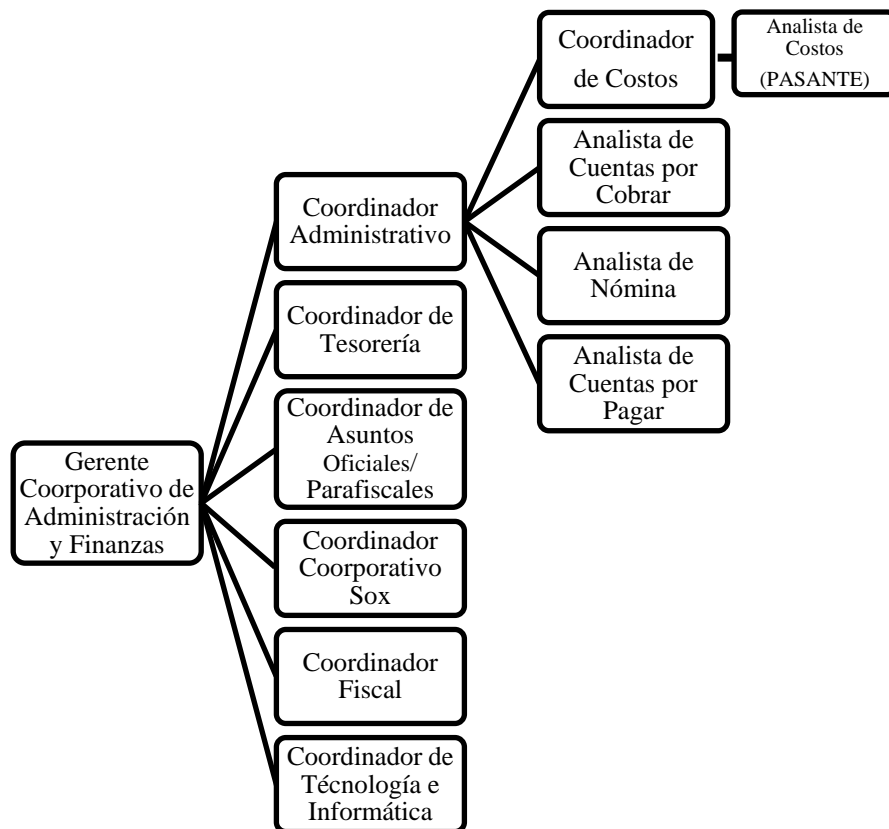 Gerente
Coorporativo de
Administración
y Finanzas
Coordinador
Administrativo
Coordinador
de Costos
Analista de
Costos
(PASANTE)
Analista de
Cuentas por
Cobrar
Analista de
Nómina
Analista de
Cuentas por
Pagar
Coordinador de
Tesorería
Coordinador de
Asuntos
Oficiales/
Parafiscales
Coordinador
Coorporativo
Sox
Coordinador
Fiscal
Coordinador de
Técnología e
Informática